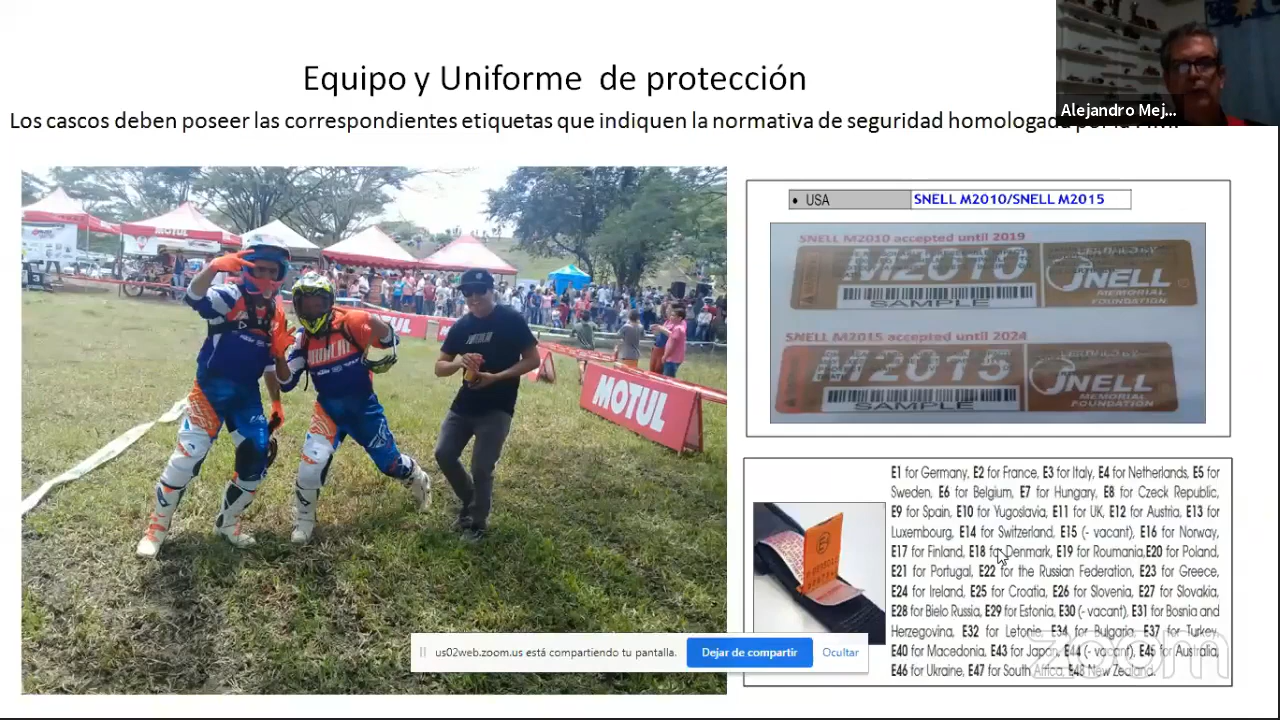 Equipo y Uniforme de protección
Alejandro Mej...
Los cascos deben poseer las correspondientes etiquetas que indiquen la normativa de seguridad homologada por la
MOTUL
MOTUL
• USA
SNELL M2010/SNELL M2015
SNELL M2010 accepted until 2019
M2010
SAMPLE
CERTIFIED BY
SNELL
MEMORIAL
FOUNDATION
SNELL M2015 accepted until 2024
M2015
SAMPLE
SNELL
MEMORIAL
FOUNDATION
E1 for Germany, E2 for France, E3 for Italy, E4 for Netherlands, E5 for
Sweden, E6 for Belgium, E7 for Hungary, E8 for Czeck Republic,
E9 for Spain, E10 for Yugoslavia, E11 for UK, E12 for Austria, E13 for
Luxembourg, E14 for Switzerland, E15 (- vacant), E16 for Norway,
E17 for Finland, E18 for Denmark, E19 for Roumania,E20 for Poland,
E21 for Portugal, E22 for the Russian Federation, E23 for Greece,
E24 for Ireland, E25 for Croatia, E26 for Slovenia, E27 for Slovakia,
E28 for Bielo Russia, E29 for Estonia, E30 (- vacant), E31 for Bosnia and
Herzegovina, E32 for Letonie, E34 for Bulgaria, E37 for Turkey,
E40 for Macedonia, E43 for Japan, E44 (- vacant), E45 for Australia,
E46 for Ukraine, E47 for South Africa, E48 New Zealand.
us02web.zoom.us está compartiendo tu pantalla.
Dejar de compartir
Ocultar
zoom